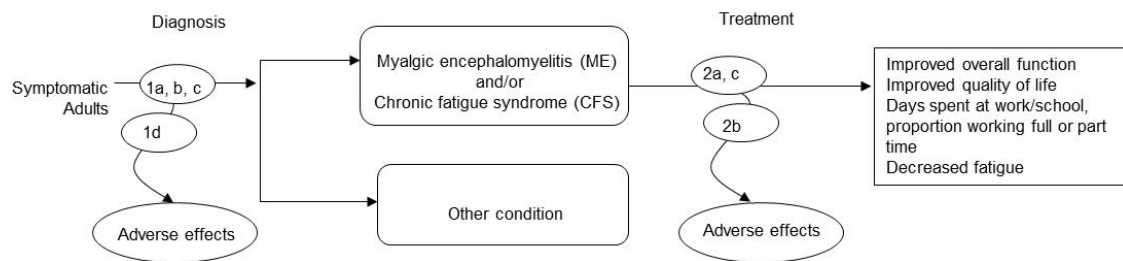 Diagnosis
Treatment
Symptomatic
Adults
1a, b, c
1d
Adverse effects
Myalgic encephalomyelitis (ME)
and/or
Chronic fatigue syndrome (CFS)
Other condition
2a, c
2b
Adverse effects
Improved overall function
Improved quality of life
Days spent at work/school,
proportion working full or part
time
Decreased fatigue